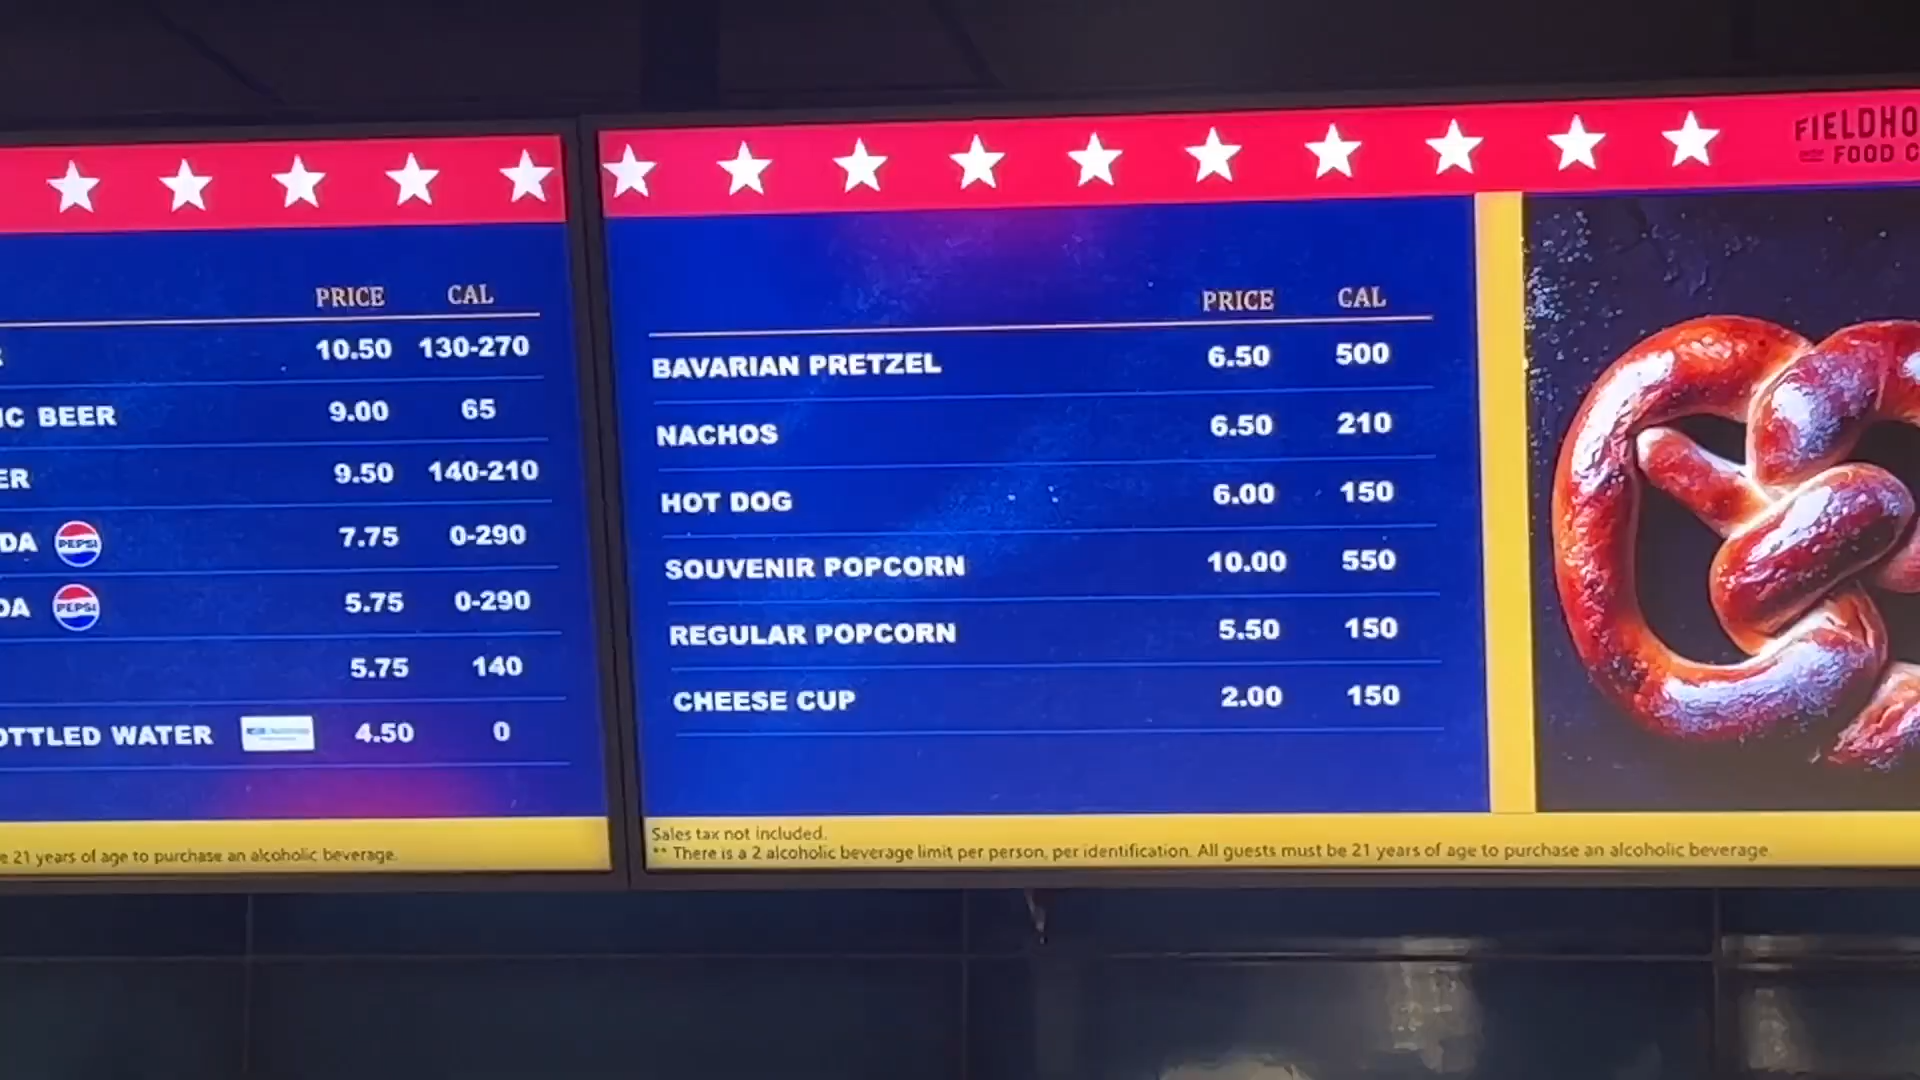 PRICE CAL
10.50 130-270
IC BEER 9.00 65
ER 9.50 140-210
DA PEPSI 7.75 0-290
DA PEPSI 5.75 0-290
5.75 140
OTTLED WATER 4.50 0
e 21 years of age to purchase an alcoholic beverage.
FIELDHO
FOOD C
PRICE CAL
BAVARIAN PRETZEL 6.50 500
NACHOS 6.50 210
HOT DOG 6.00 150
SOUVENIR POPCORN 10.00 550
REGULAR POPCORN 5.50 150
CHEESE CUP 2.00 150
Sales tax not included.
** There is a 2 alcoholic beverage limit per person, per identification. All guests must be 21 years of age to purchase an alcoholic beverage.